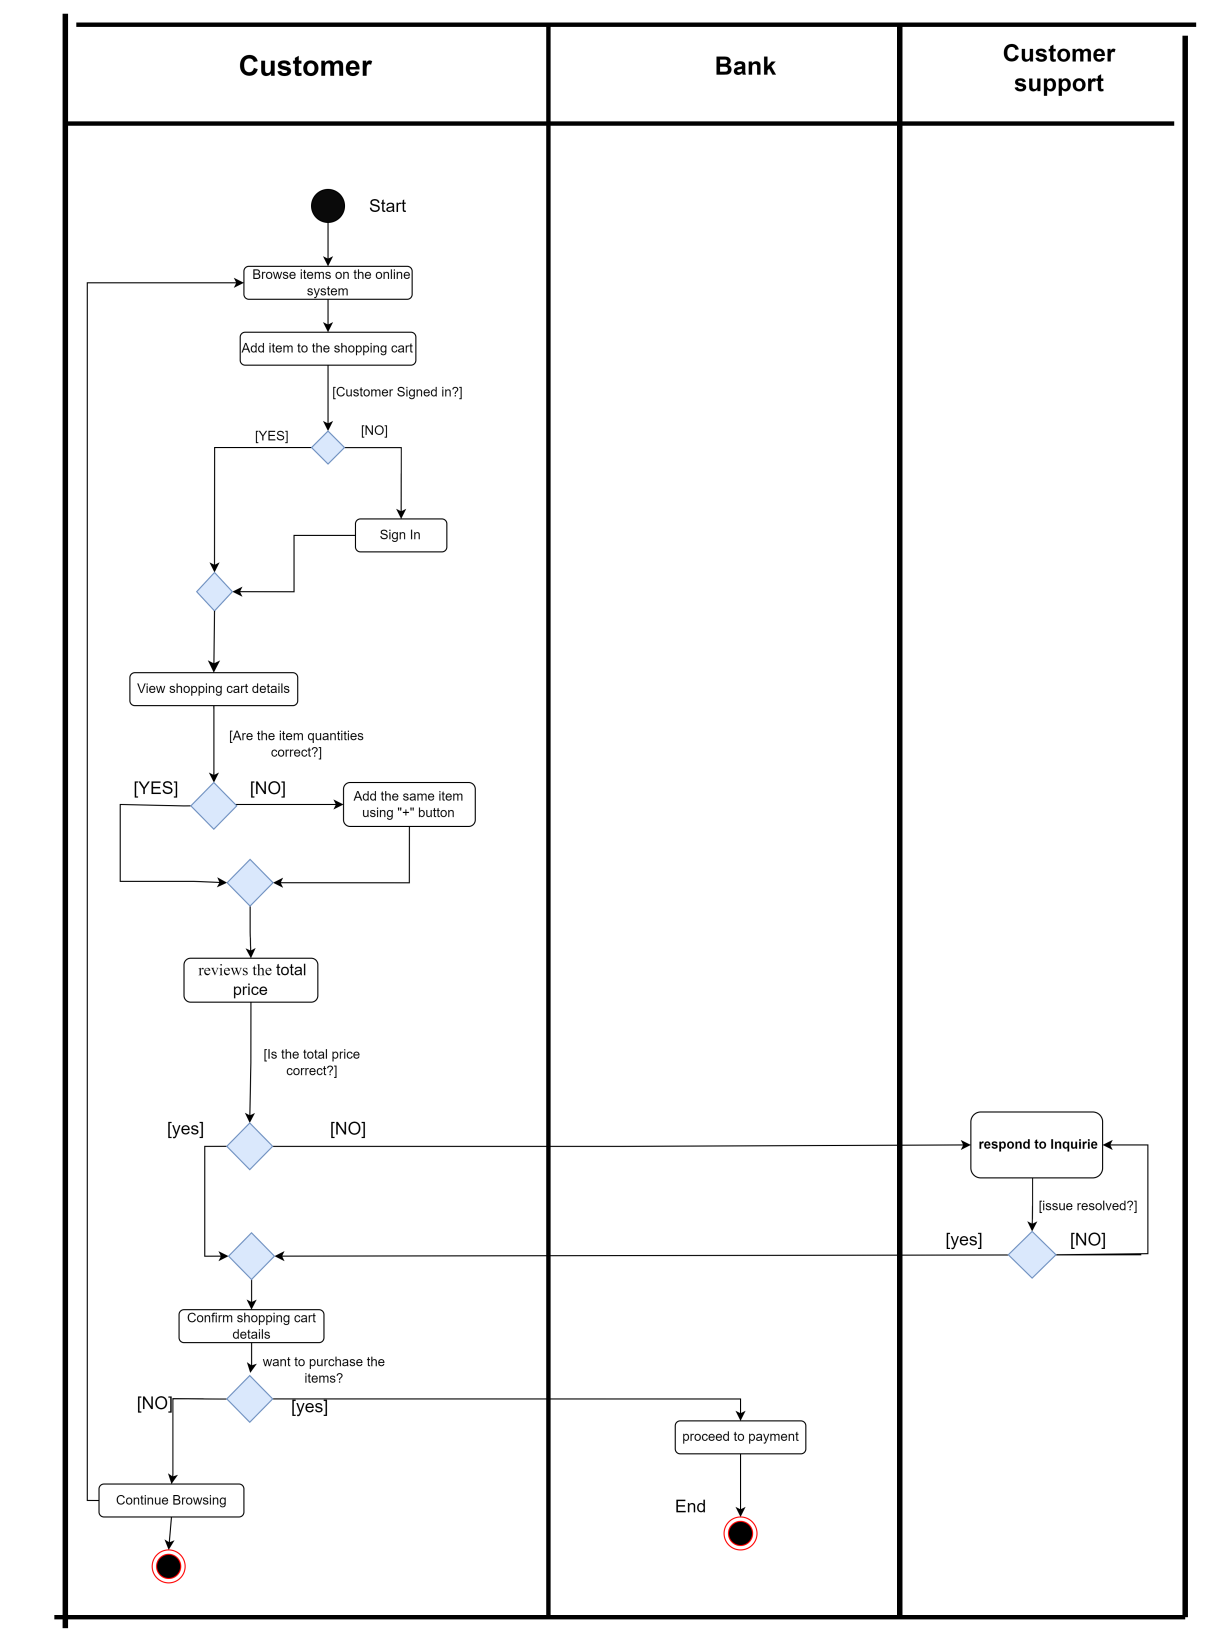 Customer
Bank
Customer
support
Start
Browse items on the online
system
Add item to the shopping cart
[Customer Signed in?]
[YES]
[NO]
Sign In
View shopping cart details
[Are the item quantities
correct?]
[YES]
[NO]
Add the same item
using "+" button
reviews the total
price
[Is the total price
correct?]
[yes]
[NO]
respond to Inquirie
[issue resolved?]
[yes]
[NO]
Confirm shopping cart
details
want to purchase the
items?
[NO]
[yes]
proceed to payment
Continue Browsing
End